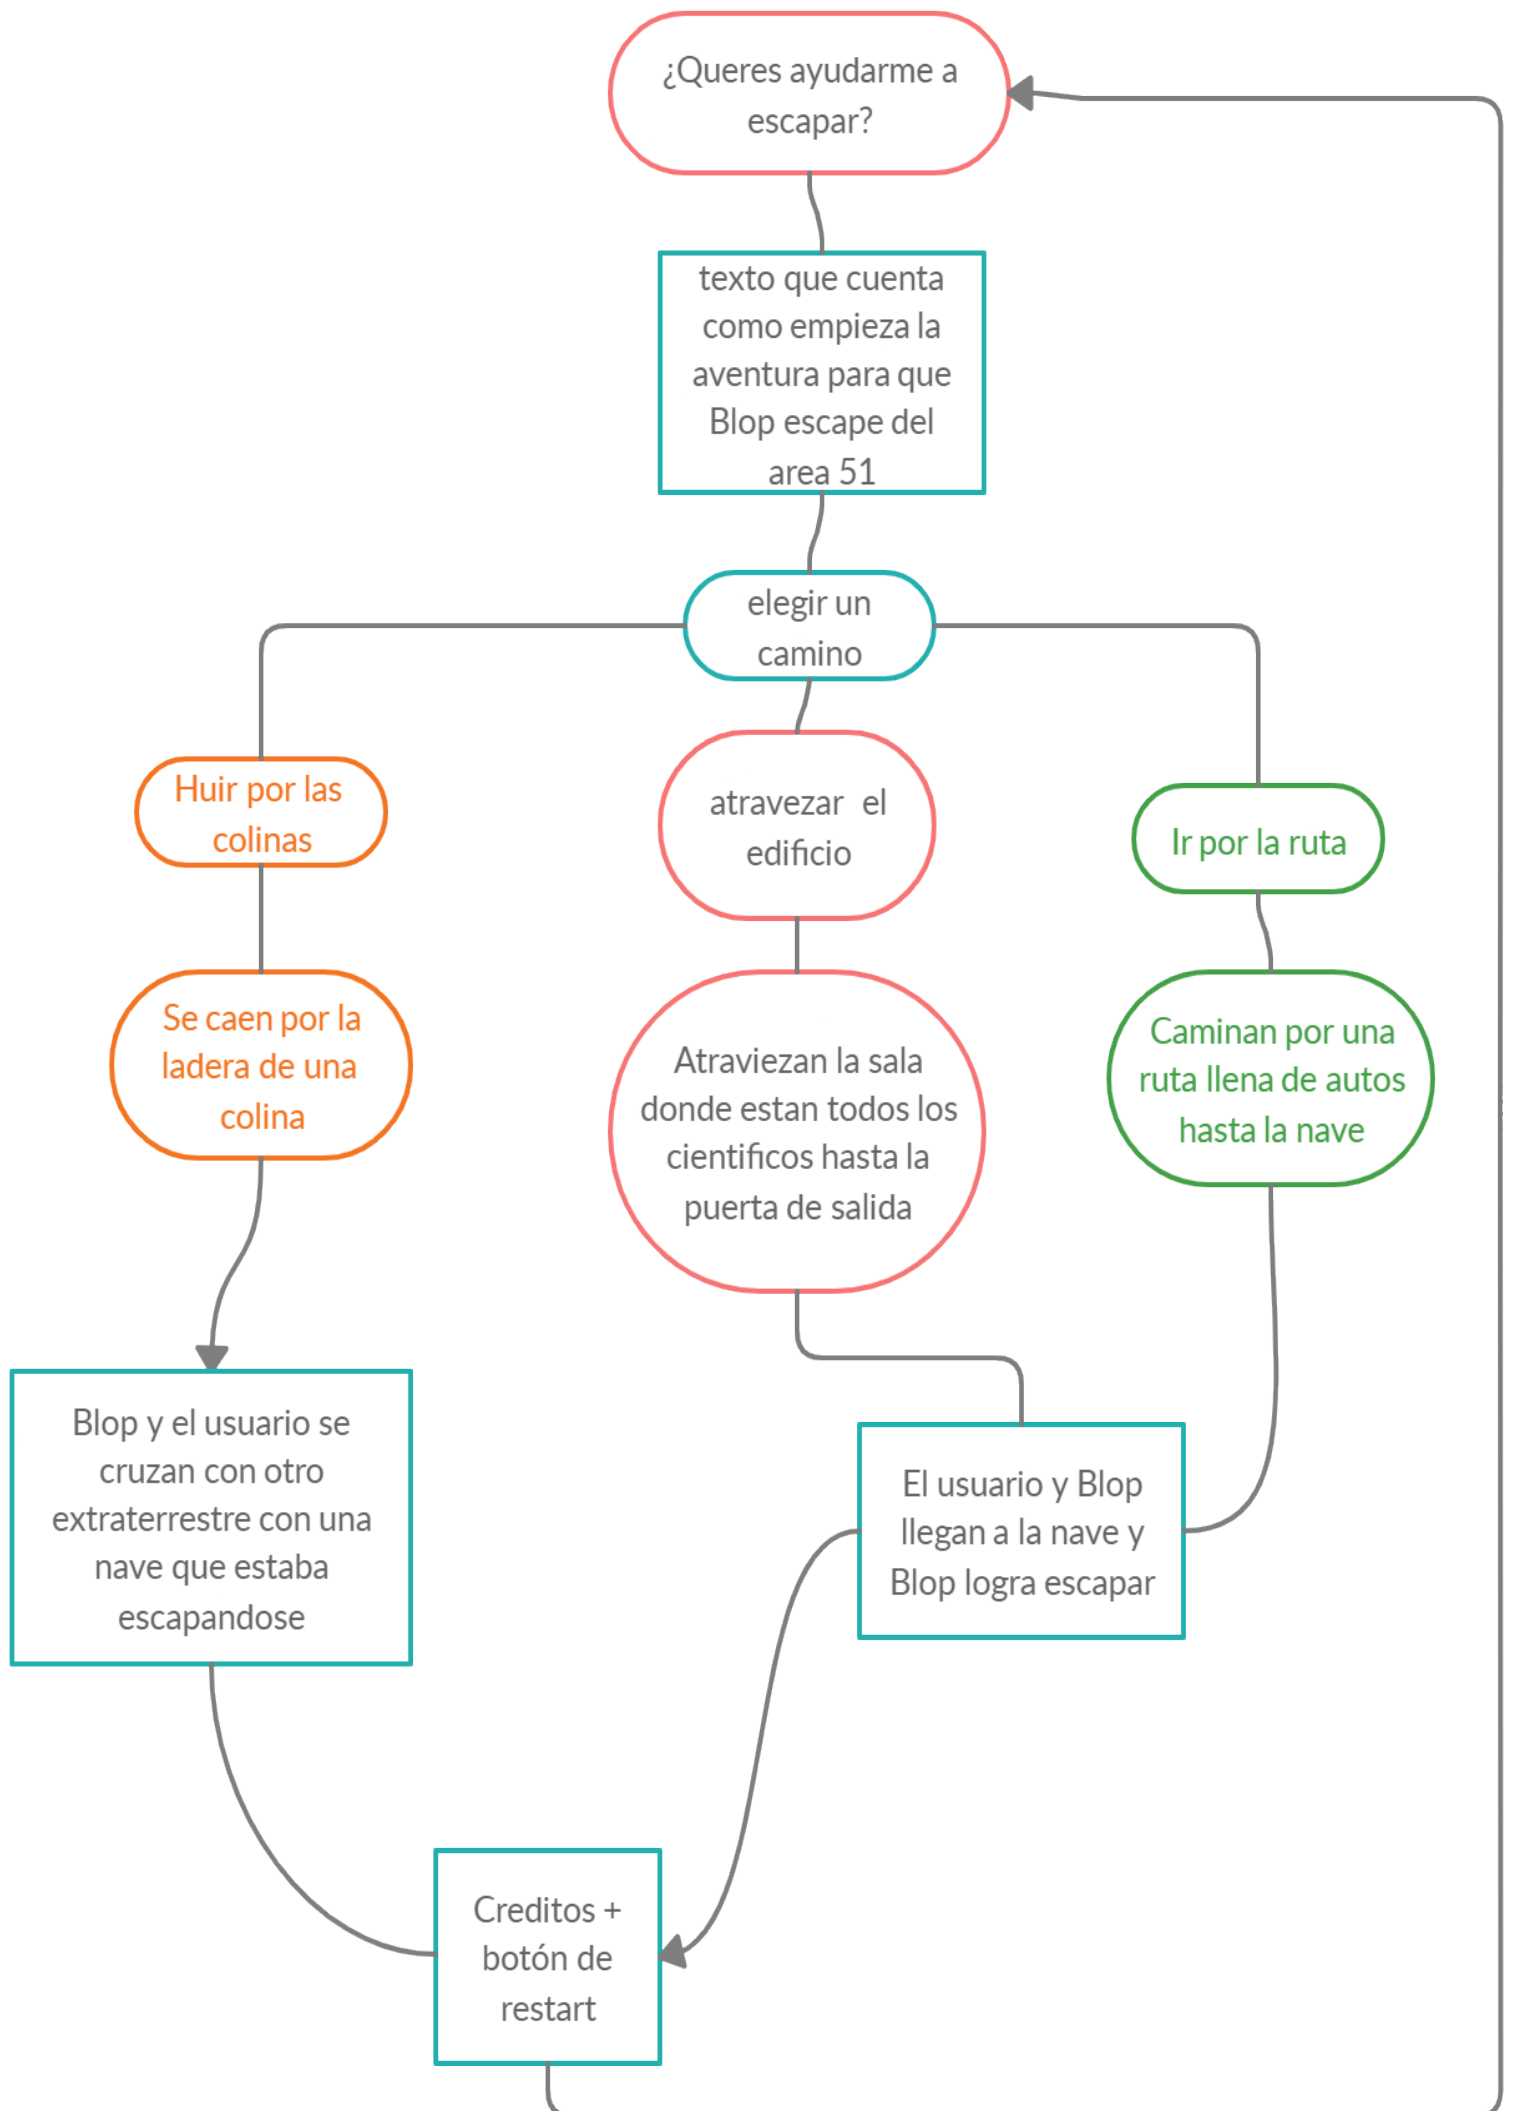 ¿Queres ayudarme a
escapar?
texto que cuenta
como empieza la
aventura para que
Blop escape del
area 51
elegir un
camino
Huir por las
colinas
atravezar el
edificio
Ir por la ruta
Se caen por la
ladera de una
colina
Atraviezan la sala
donde estan todos los
cientificos hasta la
puerta de salida
Caminan por una
ruta llena de autos
hasta la nave
Blop y el usuario se
cruzan con otro
extraterrestre con una
nave que estaba
escapandose
El usuario y Blop
llegan a la nave y
Blop logra escapar
Creditos +
botón de
restart